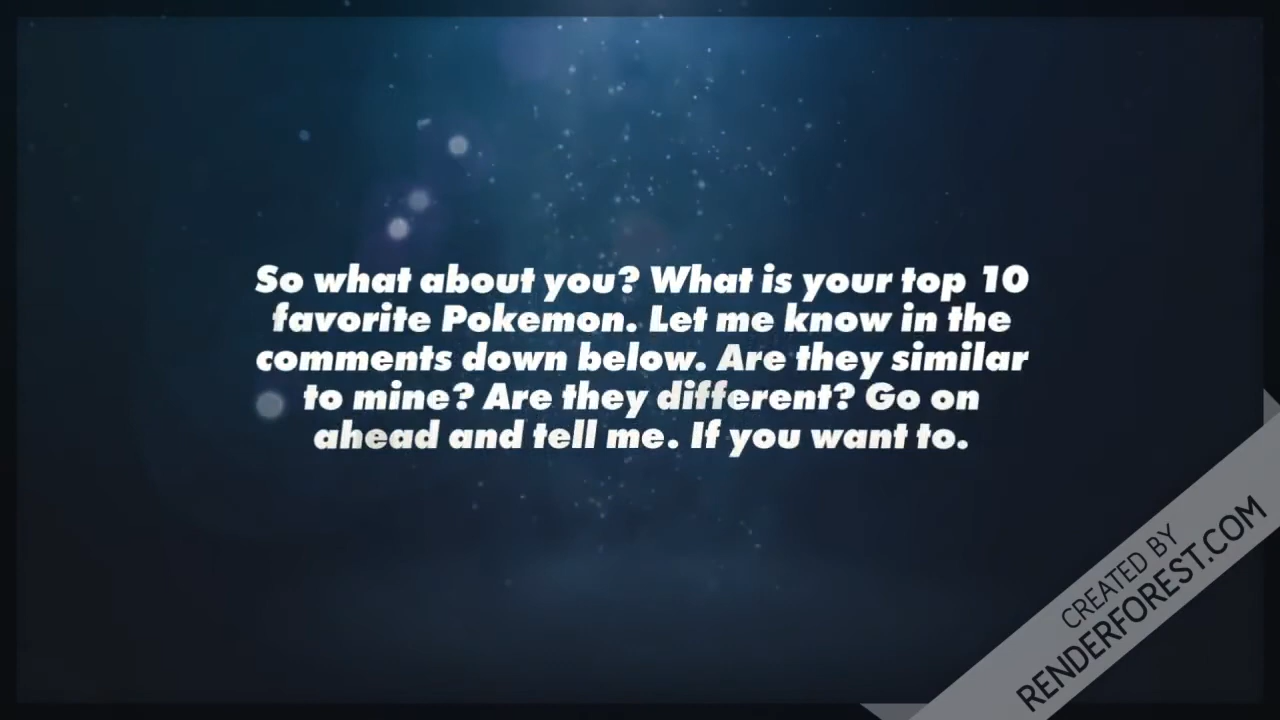 So what about you? What is your top 10
favorite Pokemon. Let me know in the
comments down below. Are they similar
to mine? Are they different? Go on
ahead and tell me. If you want to.
CREATED BY
RENDERFOREST.COM